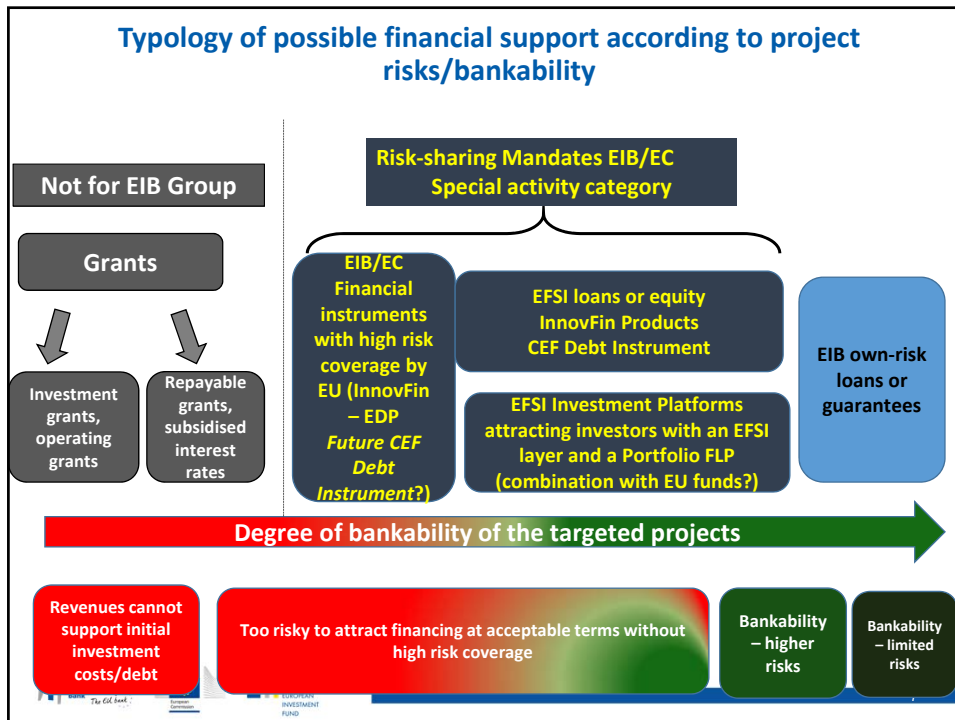 Typology of possible financial support according to project
risks/bankability
Risk-sharing Mandates EIB/EC
Special activity category
Not for EIB Group
Grants
Investment
grants,
operating
grants
Repayable
grants,
subsidised
interest
rates
EIB/EC
Financial
instruments
with high risk
coverage by
EU (InnovFin
– EDP
Future CEF
Debt
Instrument?)
EFSI loans or equity
InnovFin Products
CEF Debt Instrument
EFSI Investment Platforms
attracting investors with an EFSI
layer and a Portfolio FLP
(combination with EU funds?)
EIB own-risk
loans or
guarantees
Degree of bankability of the targeted projects
Revenues cannot
support initial
investment
costs/debt
Too risky to attract financing at acceptable terms without
high risk coverage
Bankability
– higher
risks
Bankability
– limited
risks
Bank
The EU bank
European
Commission
EUROPEAN
INVESTMENT
FUND